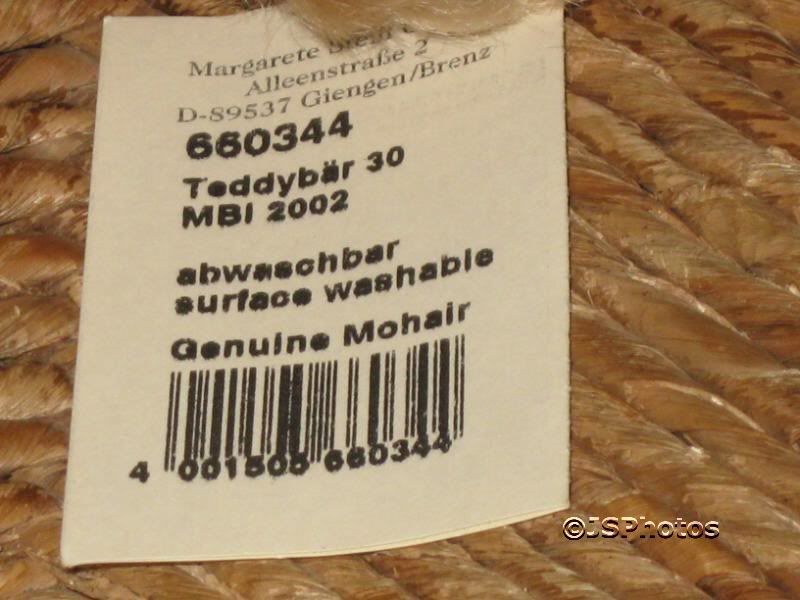 Margarete Steiff
Alleenstraße 2
D-89537 Giengen/Brenz
660344
Teddybär 30
MBI 2002
abwaschbar
surface washable
Genuine Mohair
4 001505 660344
©JSPhotos